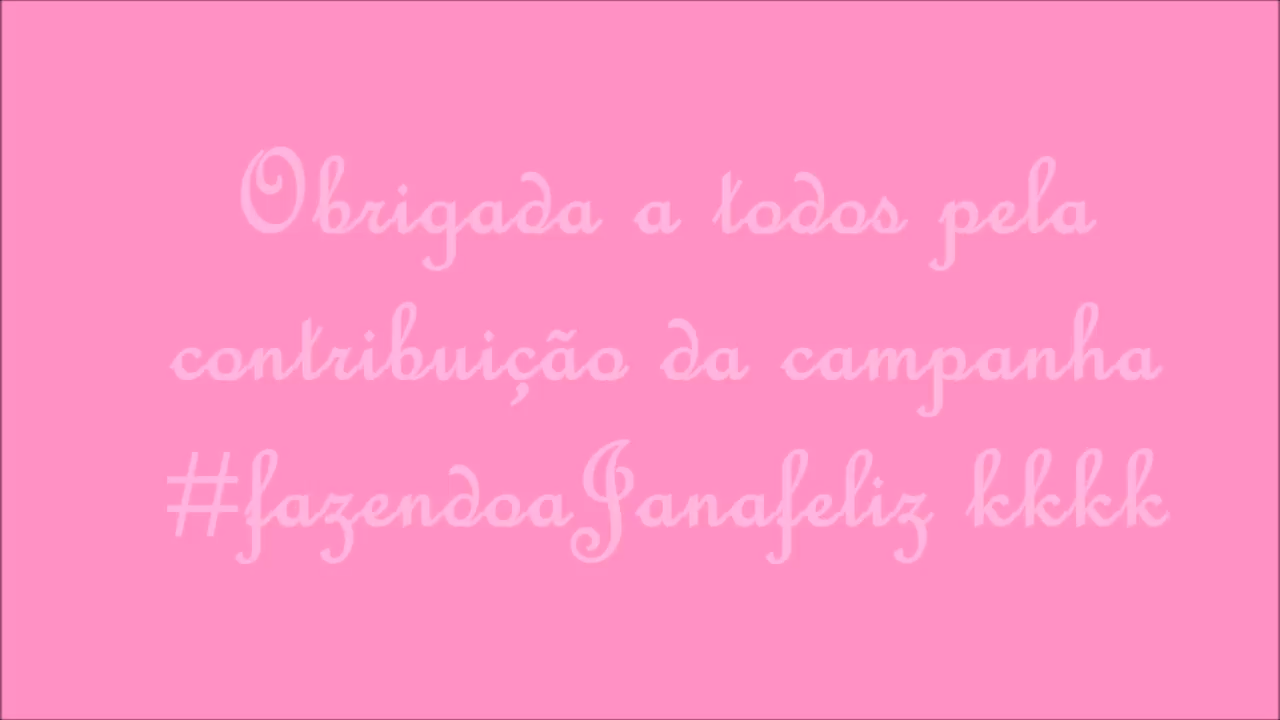 Obrigada a todos pela
contribuição da campanha
#fazendoaJanafeliz kkkk